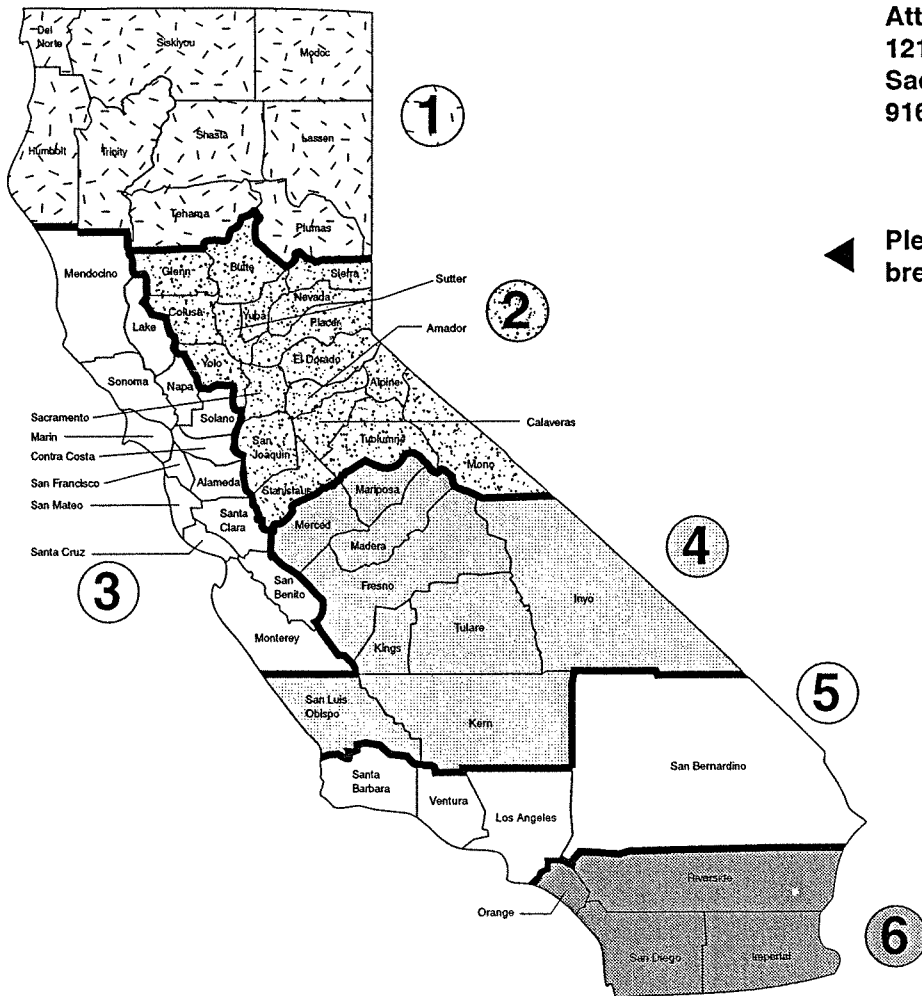 Att
121
Sac
916
Ple
bre
Del
Norte
Siskiyou
Modoc
1
Humbolt
Trinity
Shasta
Lassen
Tehama
Plumas
Mendocino
Glenn
Butte
Sierra
Sutter
Nevada
2
Colusa
Yuba
Placer
Lake
Amador
Yolo
El Dorado
Sonoma
Napa
Alpine
Sacramento
Solano
Calaveras
Marin
San
Joaquin
Tuolumne
Contra Costa
Mono
San Francisco
Alameda
Stanislaus
Mariposa
San Mateo
Santa
Clara
Merced
4
Santa Cruz
Madera
3
San
Benito
Fresno
Inyo
Monterey
Kings
Tulare
5
San Luis
Obispo
Kern
San Bernardino
Santa
Barbara
Ventura
Los Angeles
Riverside
Orange
6
San Diego
Imperial